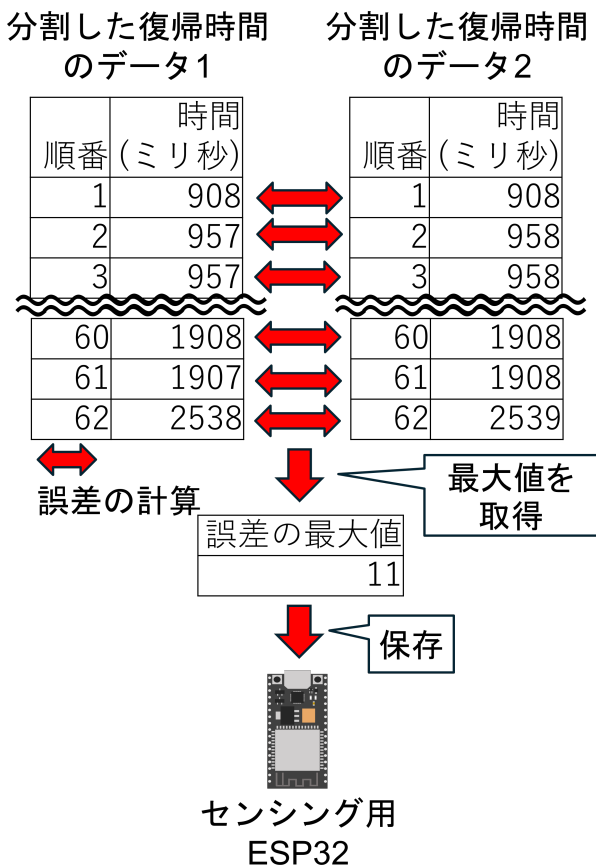 分割した復帰時間
のデータ1
分割した復帰時間
のデータ2
順番 時間
(ミリ秒)
1 908
2 957
3 957
60 1908
61 1907
62 2538
順番 時間
(ミリ秒)
1 908
2 958
3 958
60 1908
61 1908
62 2539
誤差の計算
最大値を
取得
誤差の最大値
11
保存
センシング用
ESP32